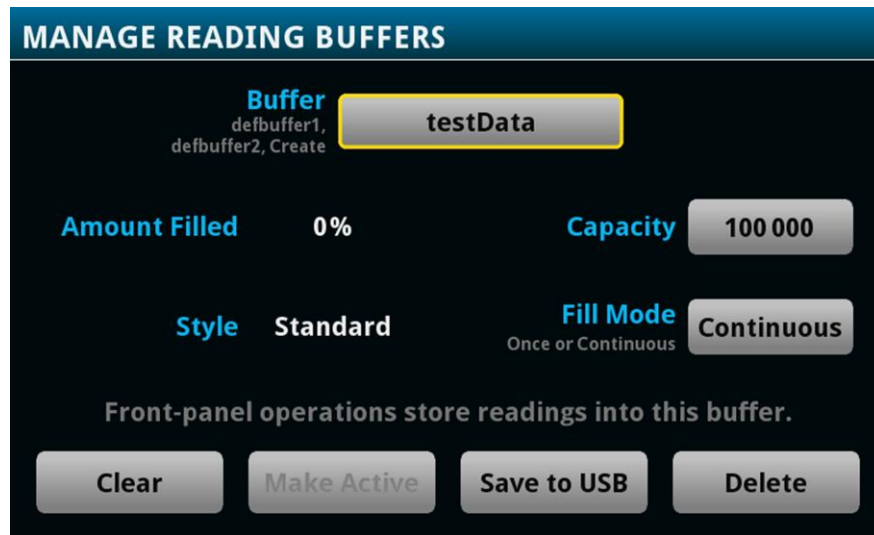 MANAGE READING BUFFERS
Buffer
defbuffer1,
defbuffer2, Create
testData
Amount Filled 0%
Capacity 100 000
Style Standard
Fill Mode
Once or Continuous
Continuous
Front-panel operations store readings into this buffer.
Clear Make Active Save to USB Delete